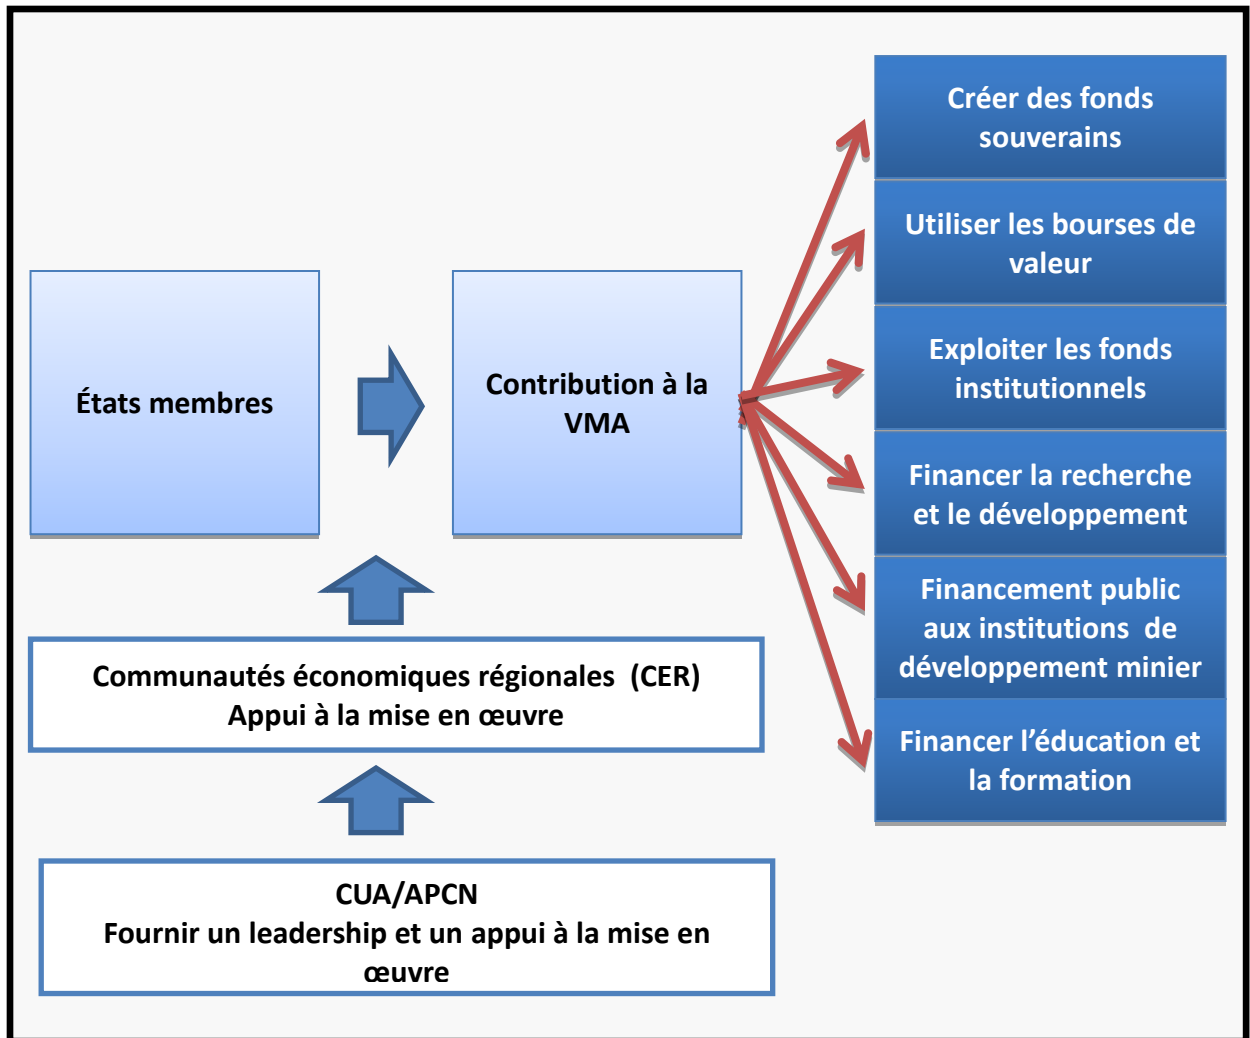 États membres
Contribution à la
VMA
Créer des fonds
souverains
Utiliser les bourses de
valeur
Exploiter les fonds
institutionnels
Financer la recherche
et le développement
Financement public
aux institutions  de
développement minier
Financer l’éducation et
la formation
Communautés économiques régionales  (CER)
Appui à la mise en œuvre
CUA/APCN
Fournir un leadership et un appui à la mise en
œuvre